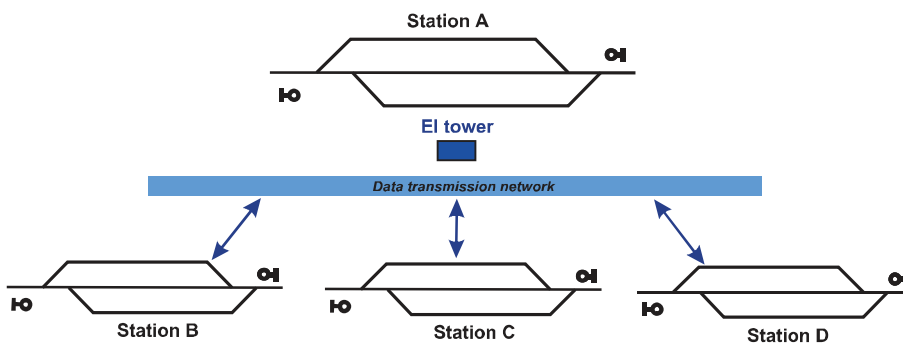 Station A
EI tower
Data transmission network
Station B
Station C
Station D